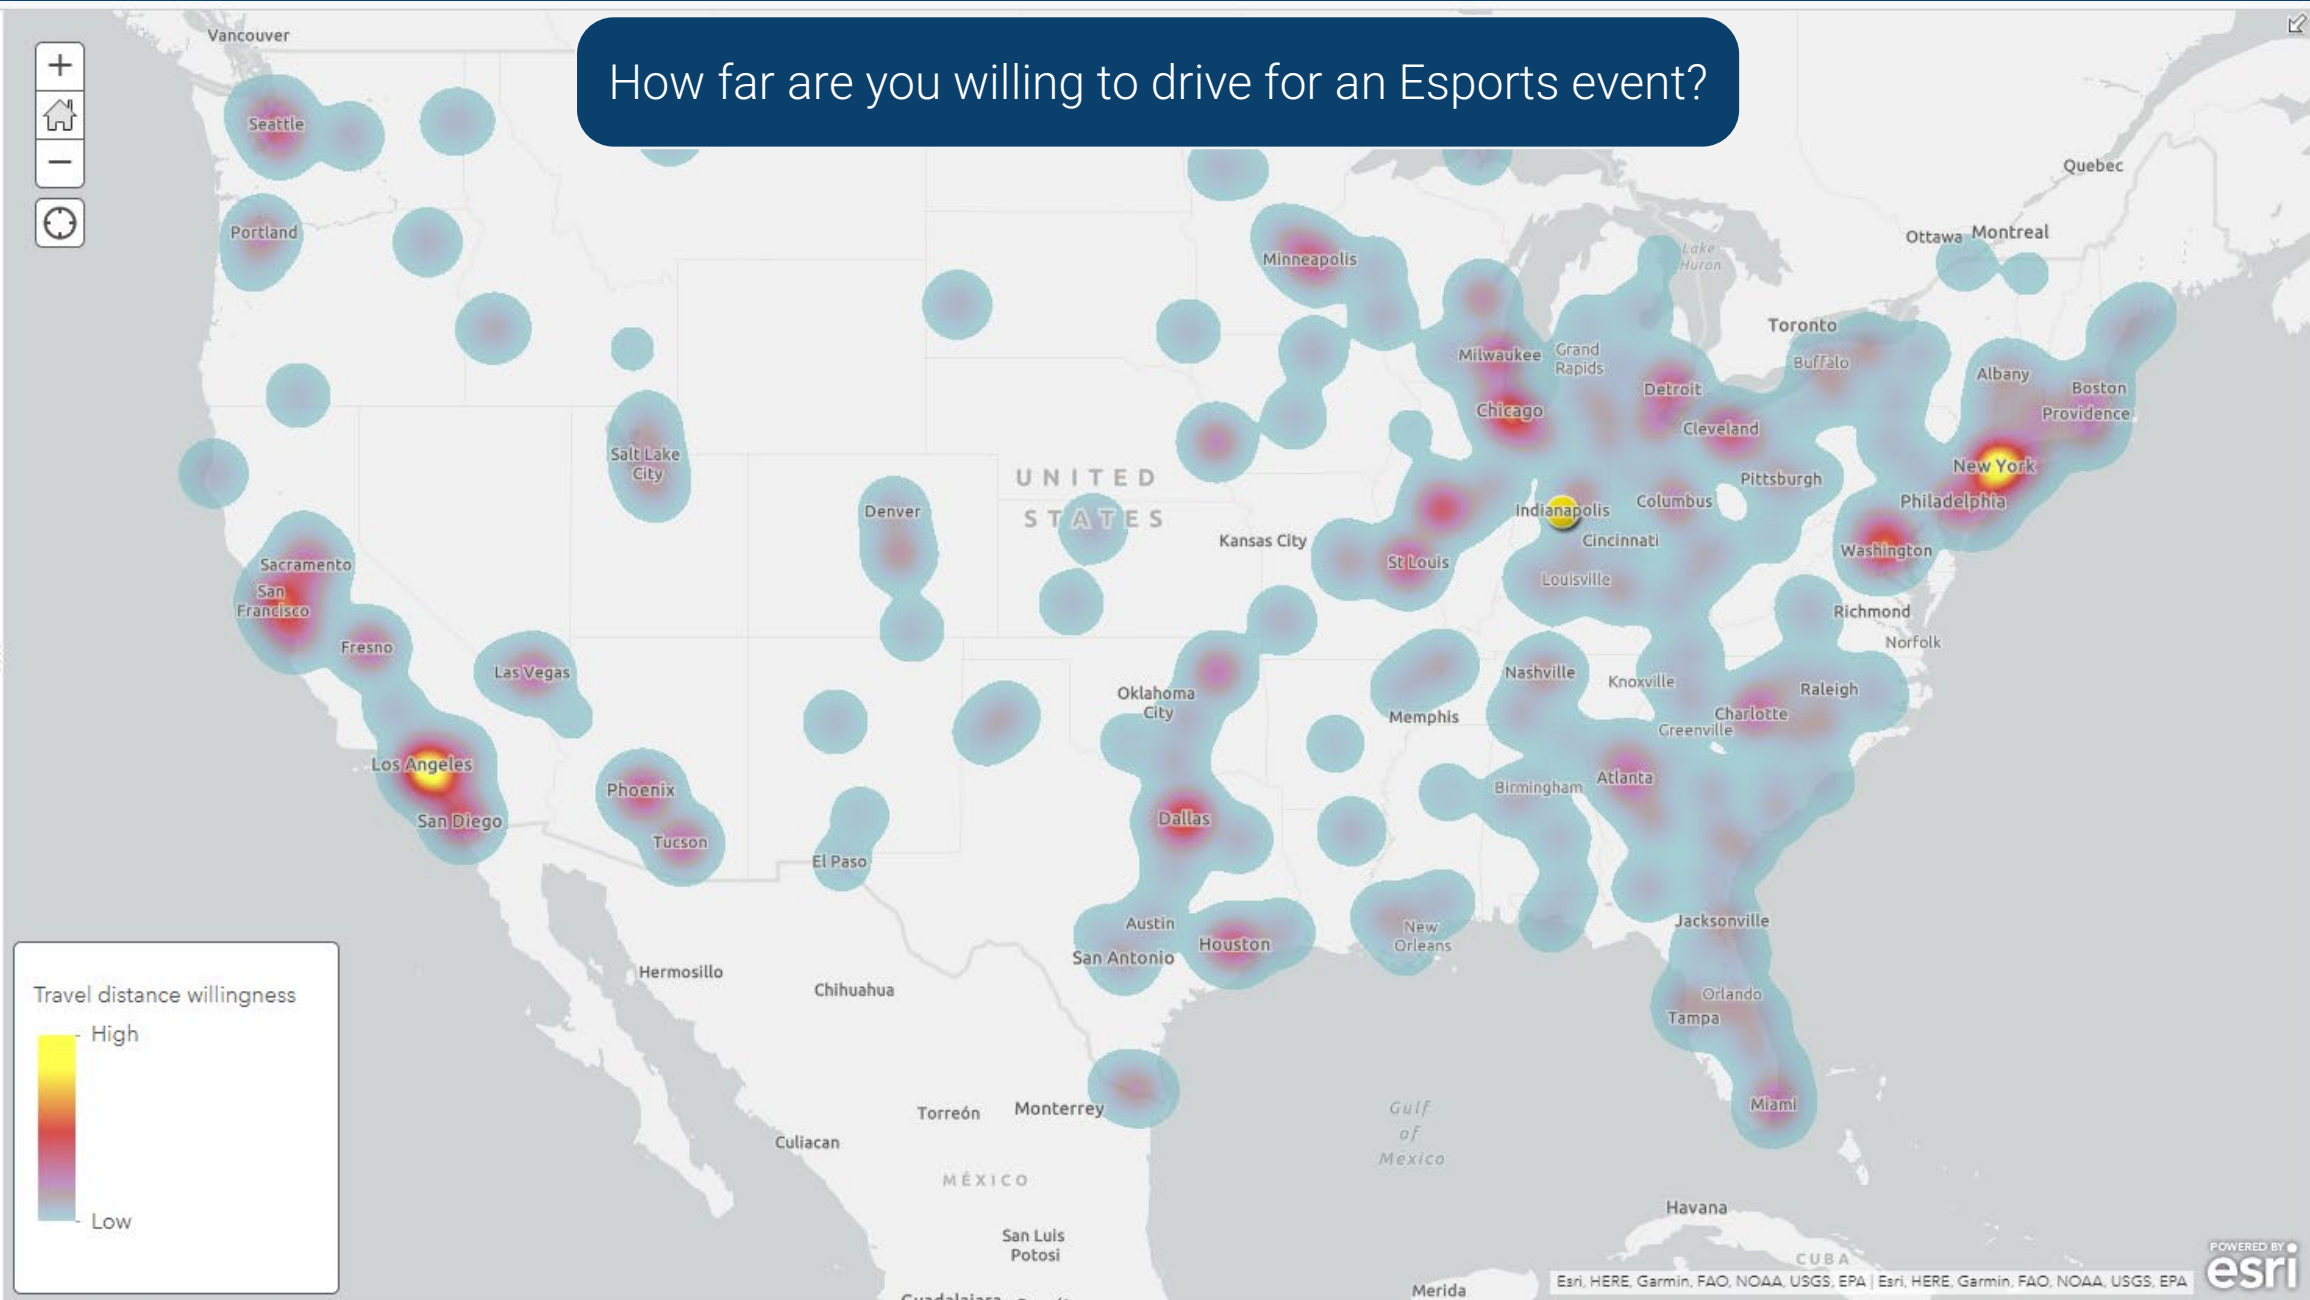 How far are you willing to drive for an Esports event?
Vancouver
Seattle
Quebec
Portland
Ottawa
Montreal
Minneapolis
Lake
Huron
Toronto
Milwaukee
Grand
Rapids
Buffalo
Albany
Detroit
Boston
Providence
Chicago
Cleveland
Salt Lake
City
UNITED
STATES
New York
Pittsburgh
Philadelphia
Denver
Indianapolis
Columbus
Kansas City
Cincinnati
Washington
Sacramento
St Louis
Louisville
San
Francisco
Richmond
Fresno
Norfolk
Las Vegas
Nashville
Knoxville
Raleigh
Oklahoma
City
Memphis
Charlotte
Greenville
Los Angeles
Phoenix
Birmingham
Atlanta
San Diego
Dallas
Tucson
El Paso
Austin
Jacksonville
New
Orleans
Houston
San Antonio
Hermosillo
Chihuahua
Orlando
Tampa
Travel distance willingness
High
Low
Torreón
Monterrey
Miami
Gulf
of
Mexico
Culiacan
MÉXICO
Havana
San Luis
Potosi
CUBA
Merida
Esri, HERE, Garmin, FAO, NOAA, USGS, EPA | Esri, HERE, Garmin, FAO, NOAA, USGS, EPA
POWERED BY
esri